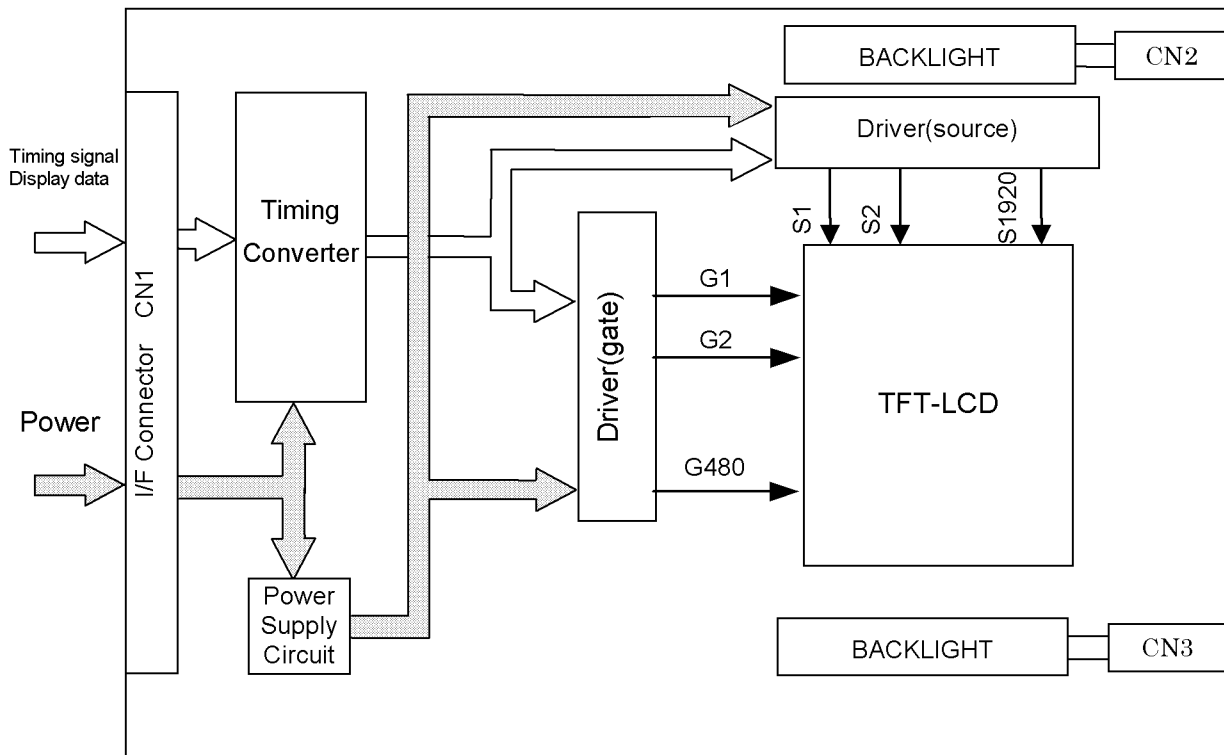 BACKLIGHT
CN2
Timing signal
Display data
Driver(source)
Timing
Converter
S1
S2
S1920
I/F Connector CN1
G1
G2
Driver(gate)
TFT-LCD
Power
G480
Power
Supply
Circuit
BACKLIGHT
CN3